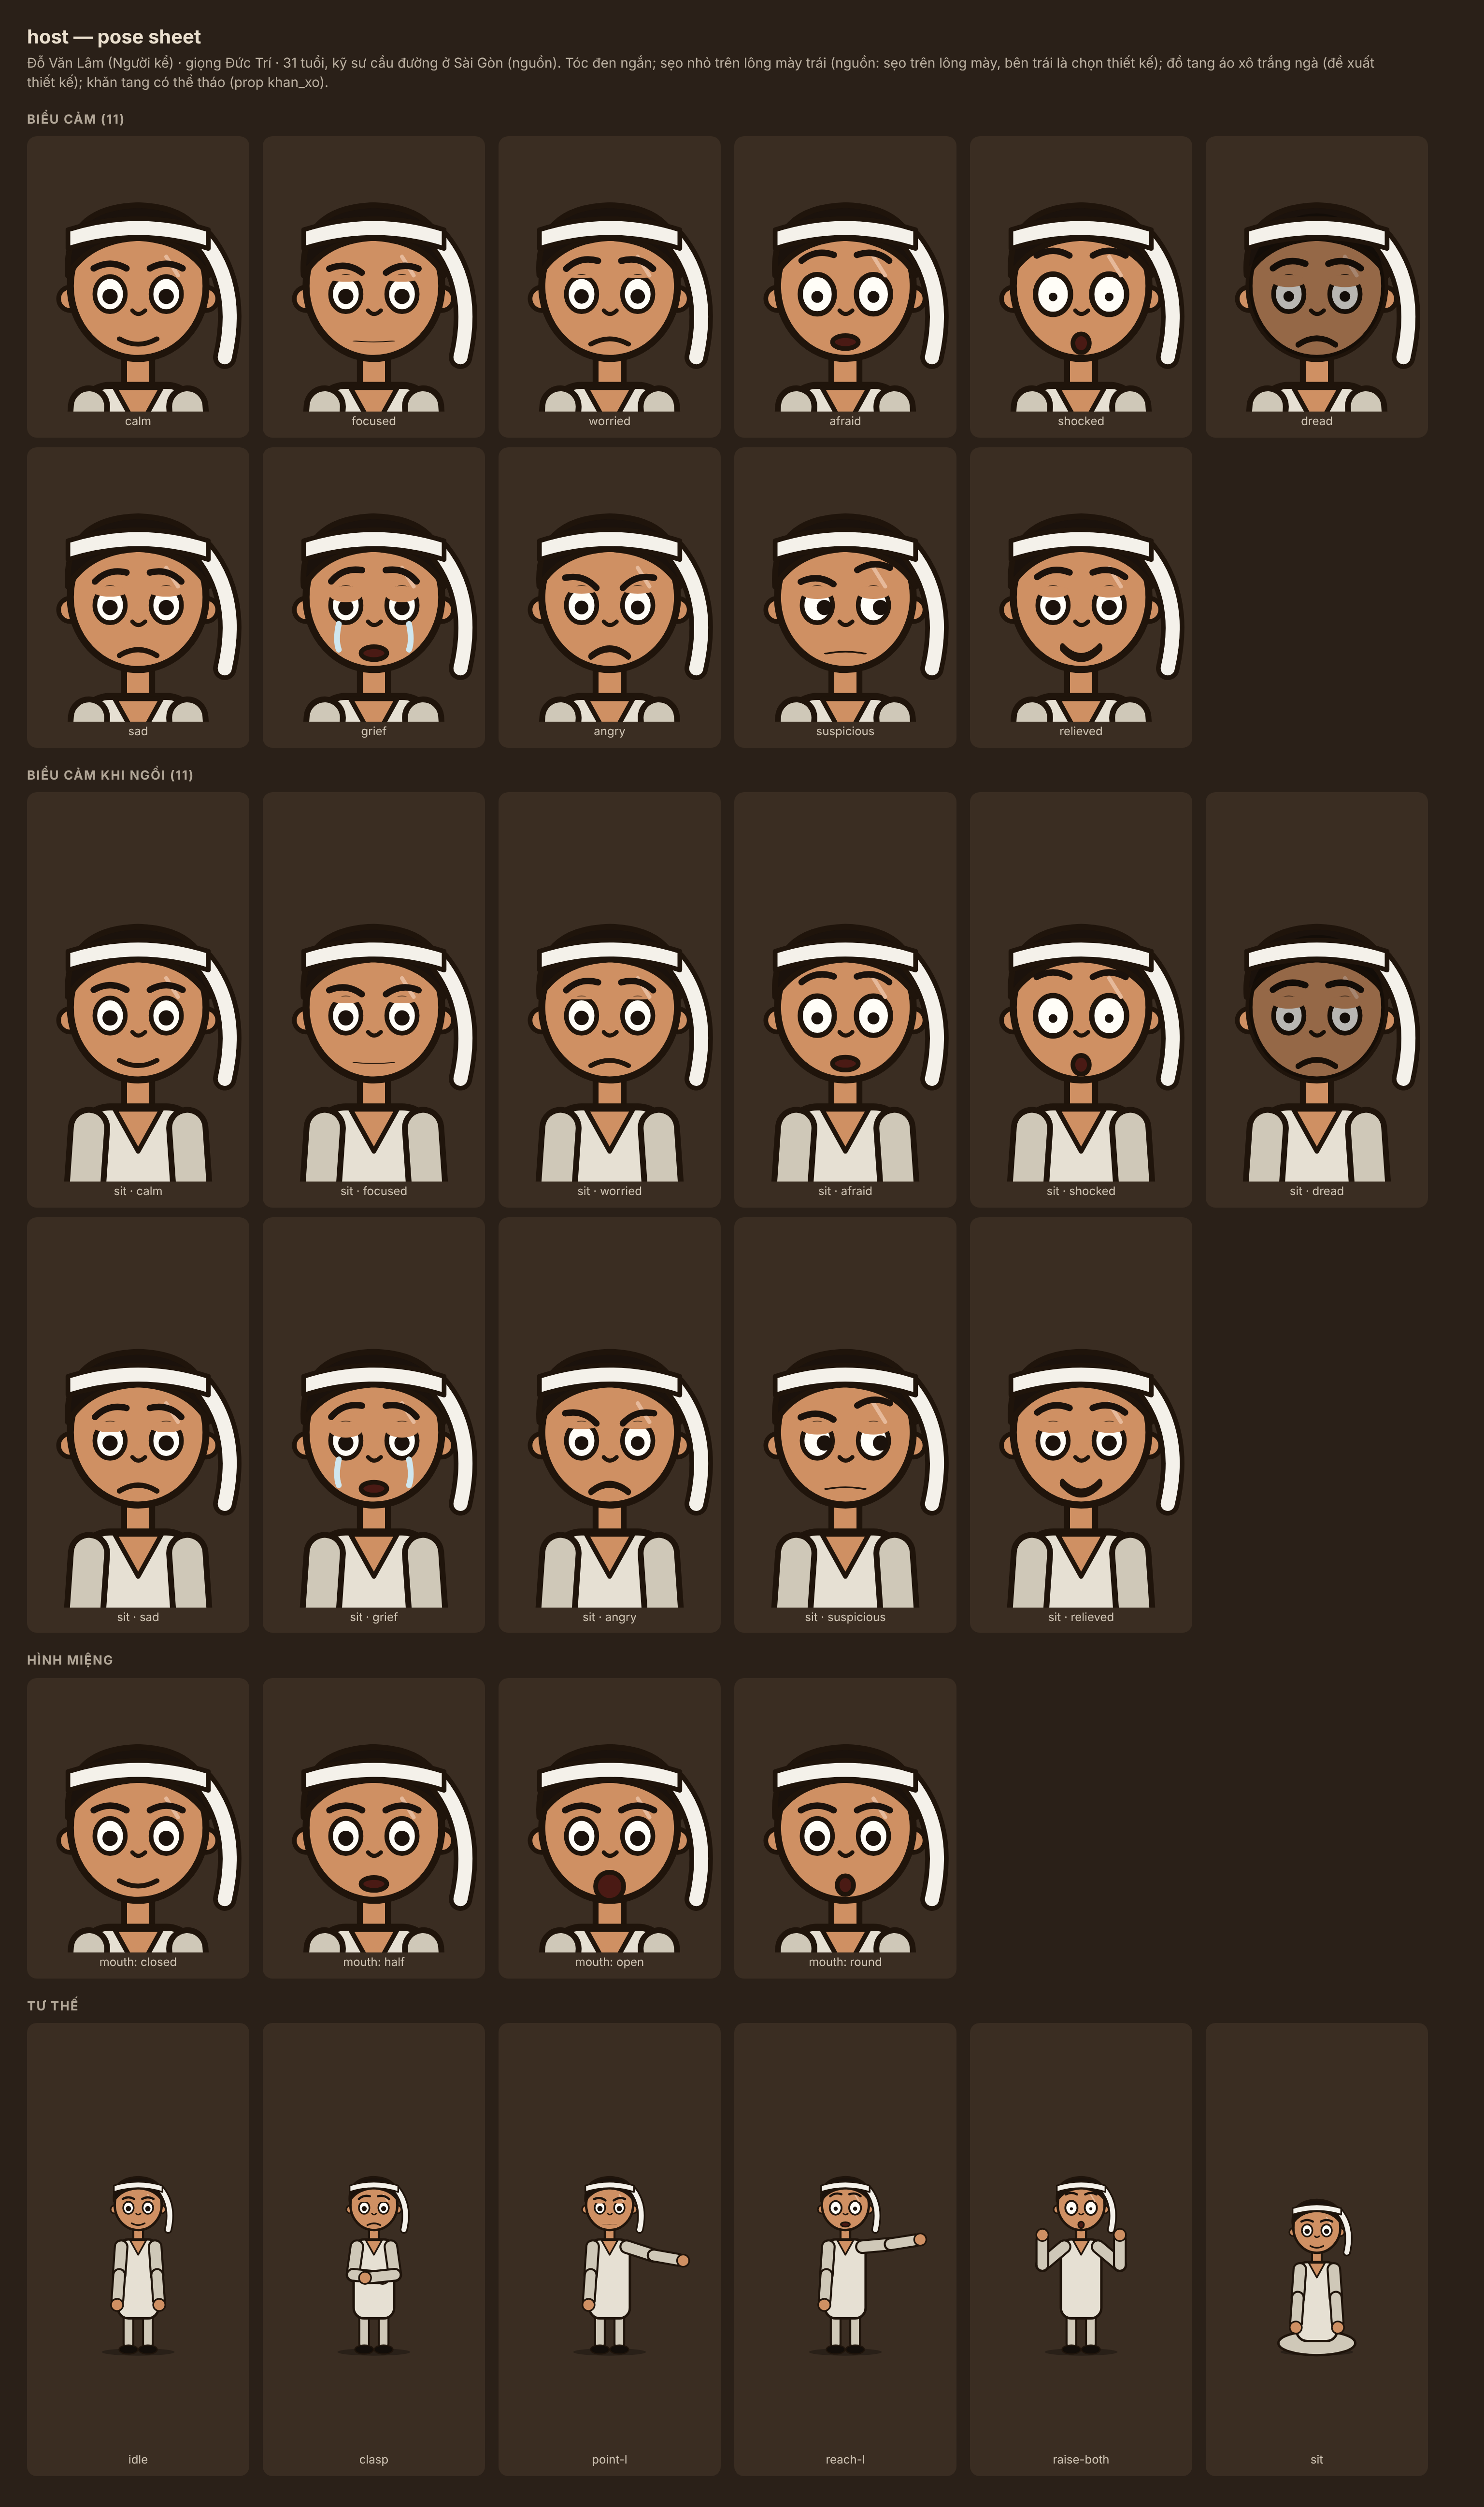 host — pose sheet
Đỗ Văn Lâm (Người kể) · giọng Đức Trí · 31 tuổi, kỹ sư cầu đường ở Sài Gòn (nguồn). Tóc đen ngắn; sẹo nhỏ trên lông mày trái (nguồn: sẹo trên lông mày, bên trái là chọn thiết kế); đồ tang áo xô trắng ngà (đề xuất
thiết kế); khăn tang có thể tháo (prop khan_xo).
BIỂU CẢM (11)
calm
focused
worried
afraid
shocked
dread
sad
grief
angry
suspicious
relieved
BIỂU CẢM KHI NGỒI (11)
sit · calm
sit · focused
sit · worried
sit · afraid
sit · shocked
sit · dread
sit · sad
sit · grief
sit · angry
sit · suspicious
sit · relieved
HÌNH MIỆNG
mouth: closed
mouth: half
mouth: open
mouth: round
TƯ THẾ
idle
clasp
point-l
reach-l
raise-both
sit